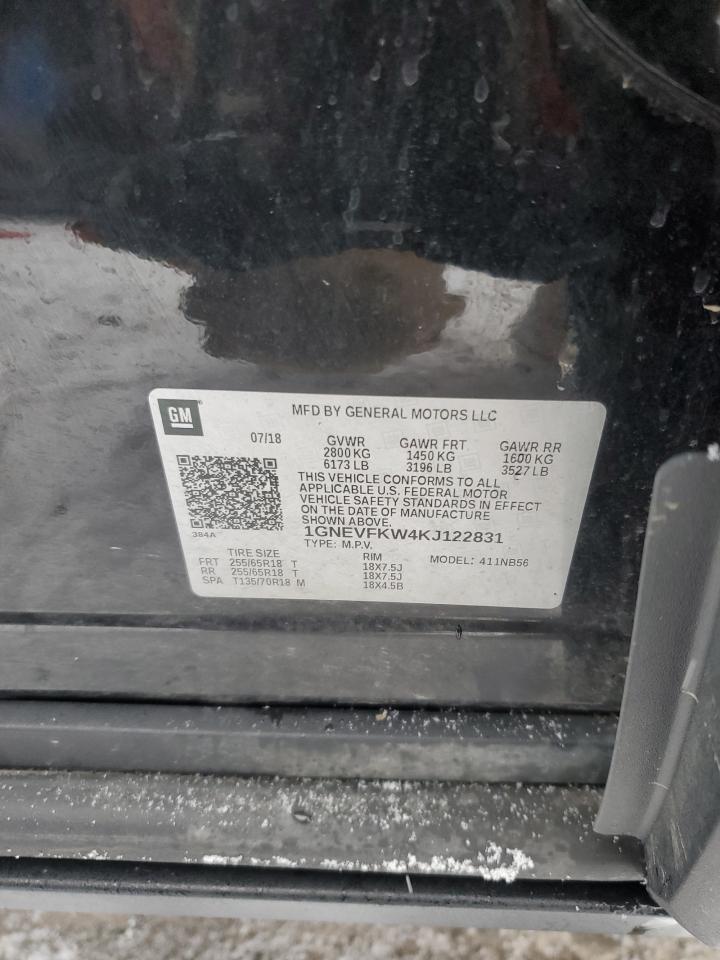 GM
MFD BY GENERAL MOTORS LLC
07/18 GVWR GAWR FRT GAWR RR
2800 KG 1450 KG 1600 KG
6173 LB 3196 LB 3527 LB
THIS VEHICLE CONFORMS TO ALL
APPLICABLE U.S. FEDERAL MOTOR
VEHICLE SAFETY STANDARDS IN EFFECT
ON THE DATE OF MANUFACTURE
SHOWN ABOVE.
384A
1GNEVFKW4KJ122831
TYPE: M.P.V. MODEL: 411NB56
TIRE SIZE RIM
FRT 255/65R18 T 18X7.5J
RR 255/65R18 T 18X7.5J
SPA T135/70R18 M 18X4.5B